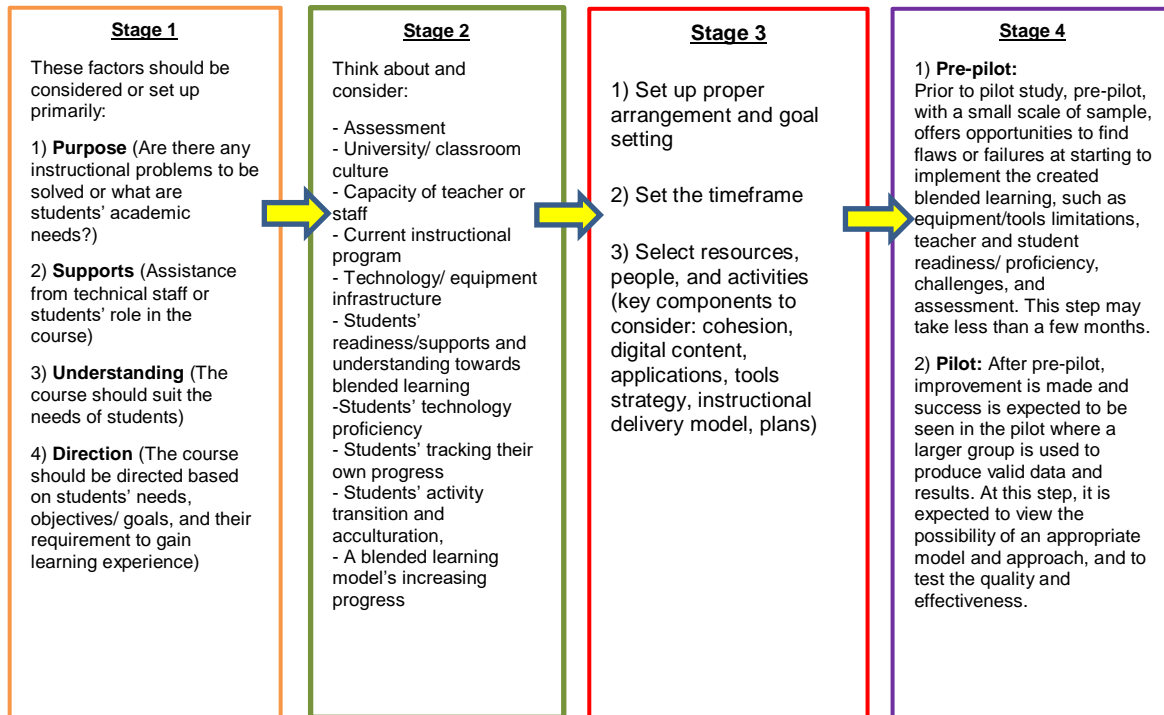 Stage 1
These factors should be
considered or set up
primarily:
1) Purpose (Are there any
instructional problems to be
solved or what are
students’ academic
needs?)
2) Supports (Assistance
from technical staff or
students’ role in the
course)
3) Understanding (The
course should suit the
needs of students)
4) Direction (The course
should be directed based
on students’ needs,
objectives/ goals, and their
requirement to gain
learning experience)
Stage 2
Think about and
consider:
- Assessment
- University/ classroom
culture
- Capacity of teacher or
staff
- Current instructional
program
- Technology/ equipment
infrastructure
- Students’
readiness/supports and
understanding towards
blended learning
-Students’ technology
proficiency
- Students’ tracking their
own progress
- Students’ activity
transition and
acculturation,
- A blended learning
model’s increasing
progress
Stage 3
1) Set up proper
arrangement and goal
setting
2) Set the timeframe
3) Select resources,
people, and activities
(key components to
consider: cohesion,
digital content,
applications, tools
strategy, instructional
delivery model, plans)
Stage 4
1) Pre-pilot:
Prior to pilot study, pre-pilot,
with a small scale of sample,
offers opportunities to find
flaws or failures at starting to
implement the created
blended learning, such as
equipment/tools limitations,
teacher and student
readiness/ proficiency,
challenges, and
assessment. This step may
take less than a few months.
2) Pilot: After pre-pilot,
improvement is made and
success is expected to be
seen in the pilot where a
larger group is used to
produce valid data and
results. At this step, it is
expected to view the
possibility of an appropriate
model and approach, and to
test the quality and
effectiveness.